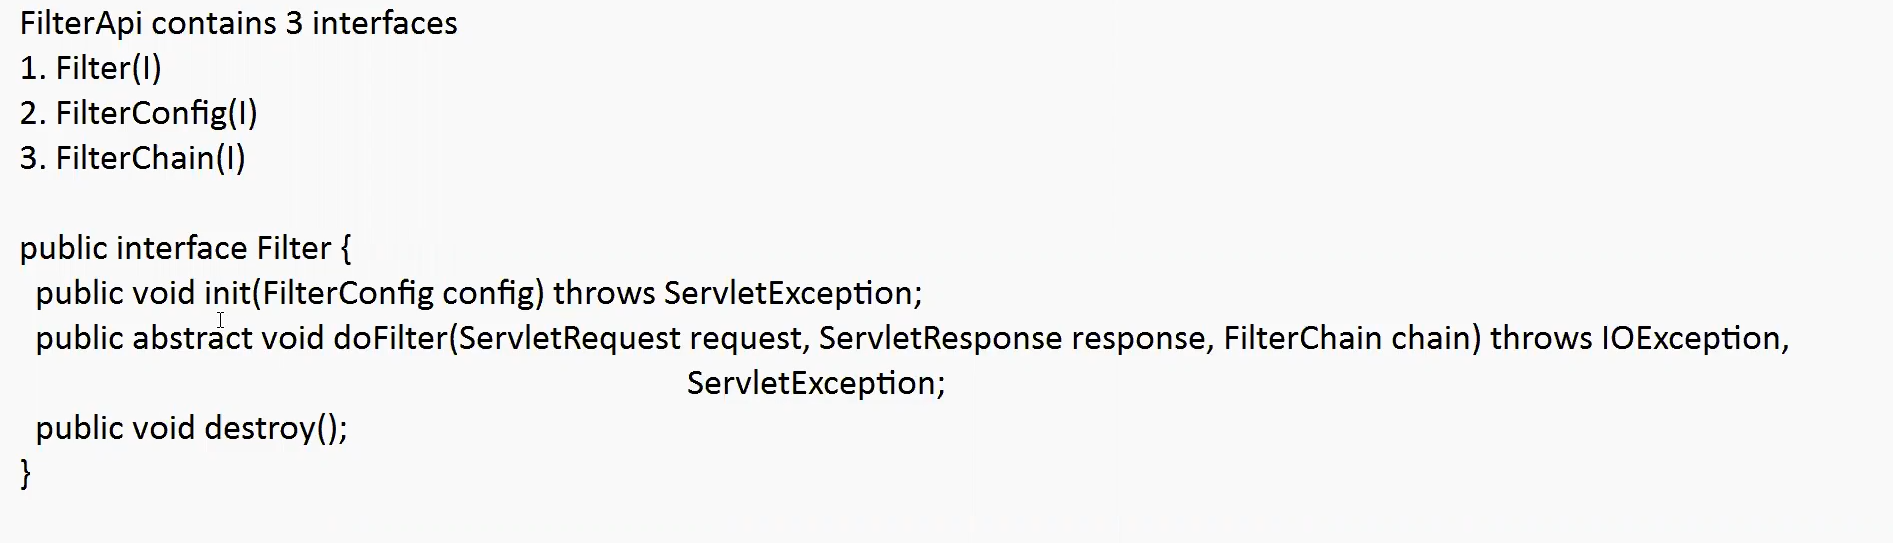 FilterApi contains 3 interfaces
1. Filter(I)
2. FilterConfig(I)
3. FilterChain(I)
public interface Filter {
public void init(FilterConfig config) throws ServletException;
public abstract void doFilter(ServletRequest request, ServletResponse response, FilterChain chain) throws IOException,
ServletException;
public void destroy();
}